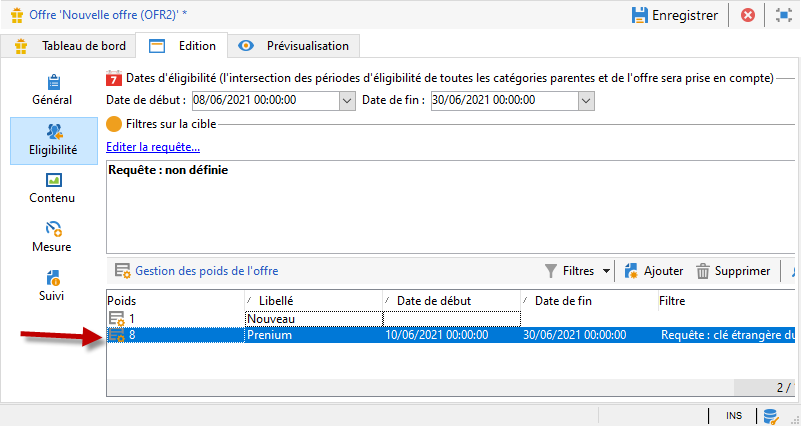 Offre 'Nouvelle offre (OFR2)' *
Enregistrer
Tableau de bord
Edition
Prévisualisation
Général
Eligibilité
Contenu
Mesure
Suivi
7 Dates d'éligibilité (l'intersection des périodes d'éligibilité de toutes les catégories parentes et de l'offre sera prise en compte)
Date de début : 08/06/2021 00:00:00 Date de fin : 30/06/2021 00:00:00
Filtres sur la cible
Editer la requête...
Requête : non définie
Gestion des poids de l'offre Filtres Ajouter Supprimer
Poids Libellé Date de début Date de fin Filtre
1 Nouveau
8 Prenium 10/06/2021 00:00:00 30/06/2021 00:00:00 Requête : clé étrangère du
2 /
INS